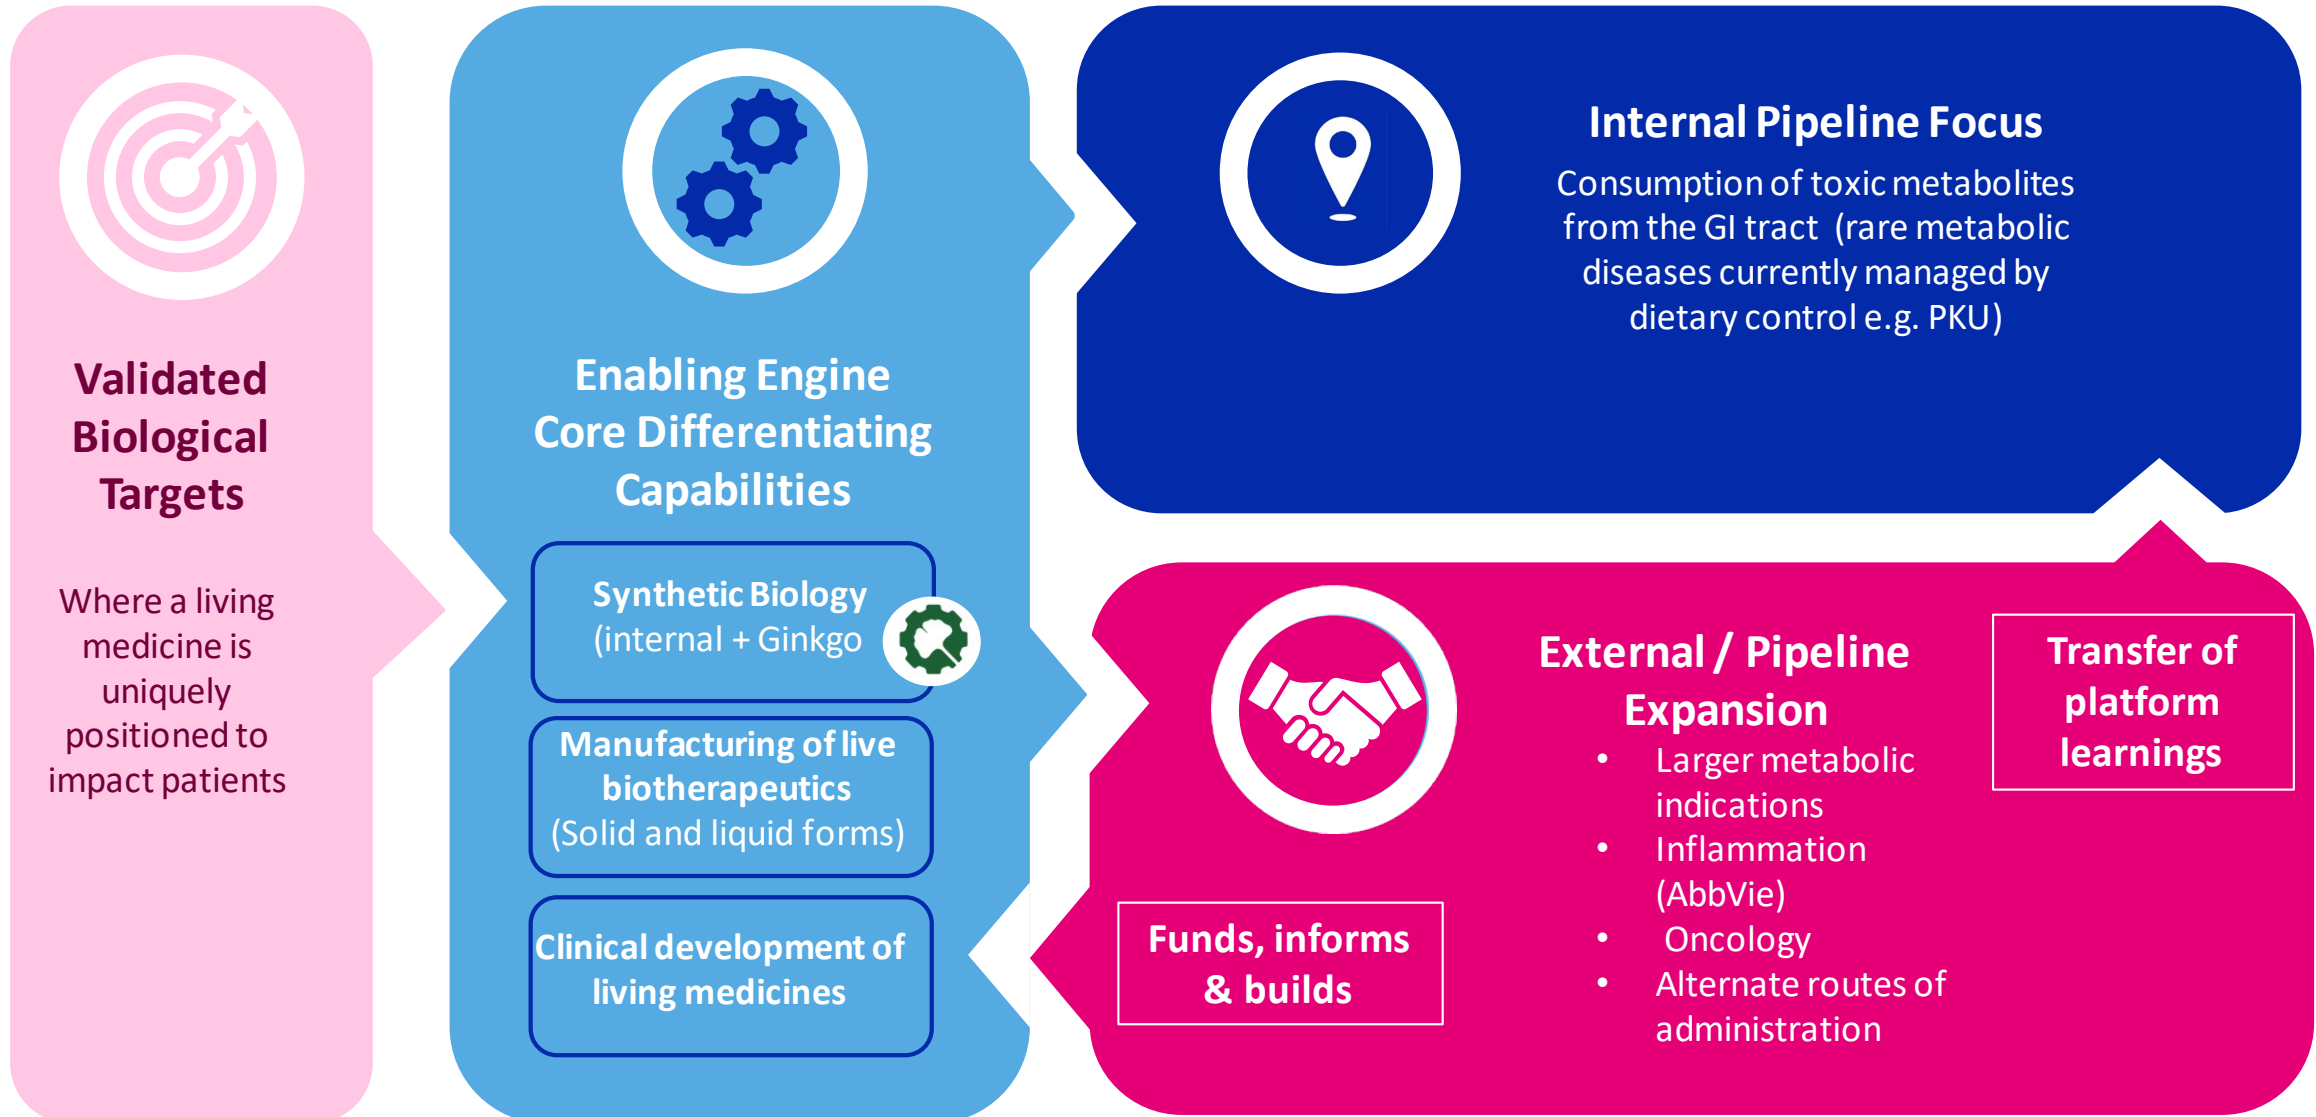 Validated
Biological
Targets
Where a living
medicine is
uniquely
positioned to
impact patients
Enabling Engine
Core Differentiating
Capabilities
Synthetic Biology
(internal + Ginkgo
Manufacturing of live
biotherapeutics
(Solid and liquid forms)
Clinical development of
living medicines
Internal Pipeline Focus
Consumption of toxic metabolites
from the GI tract (rare metabolic
diseases currently managed by
dietary control e.g. PKU)
External / Pipeline
Expansion
• Larger metabolic
indications
• Inflammation
(AbbVie)
• Oncology
• Alternate routes of
administration
Transfer of
platform
learnings
Funds, informs
& builds